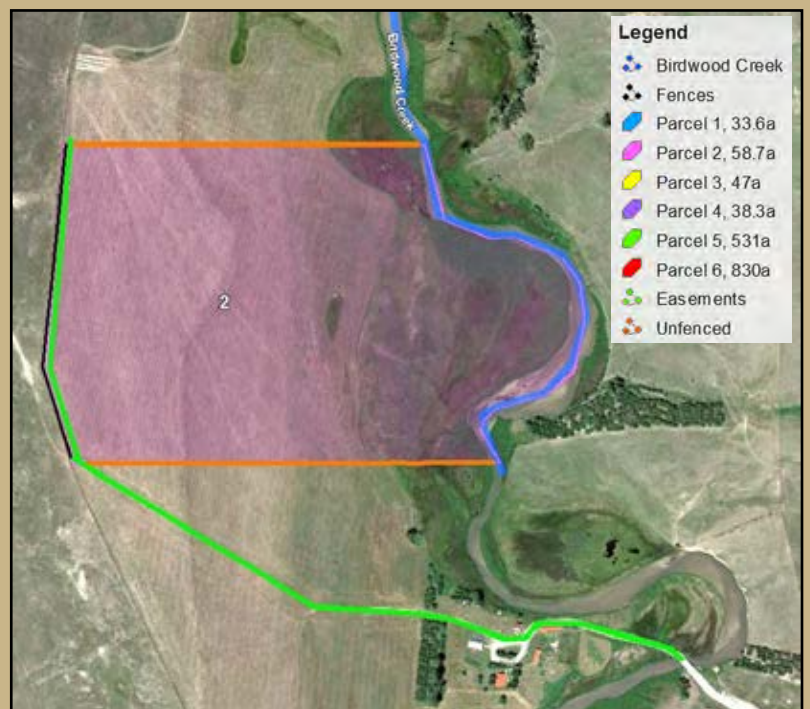 Birdwood Creek
Legend
Birdwood Creek
Fences
Parcel 1, 33.6a
Parcel 2, 58.7a
Parcel 3, 47a
Parcel 4, 38.3a
Parcel 5, 531a
Parcel 6, 830a
Easements
Unfenced
2